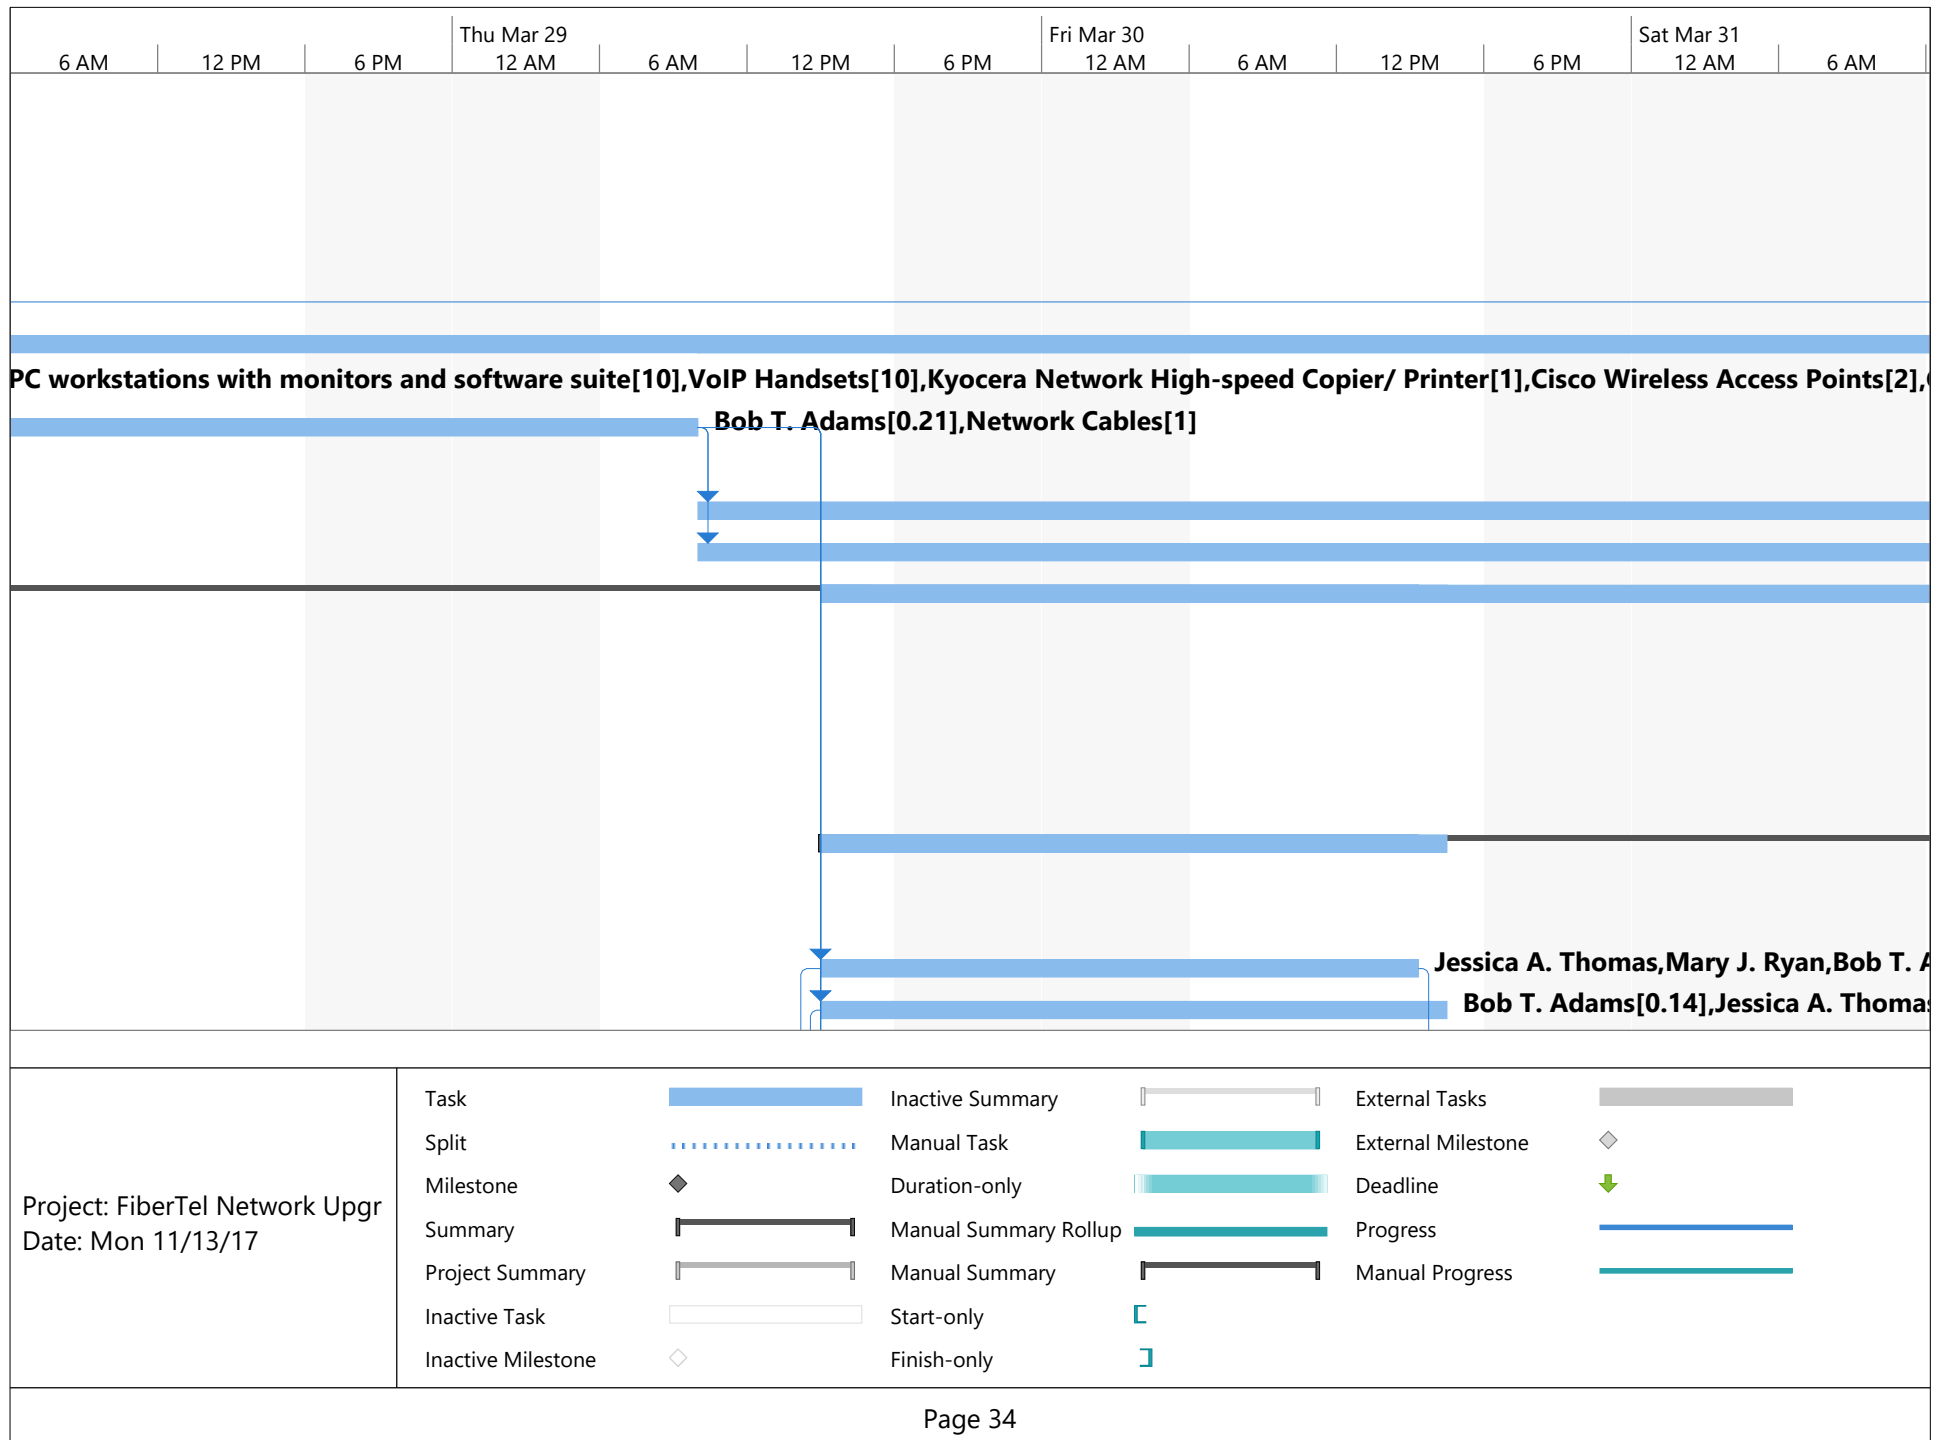 Thu Mar 29 Fri Mar 30 Sat Mar 31
6 AM 12 PM 6 PM 12 AM 6 AM 12 PM 6 PM 12 AM 6 AM 12 PM 6 PM 12 AM 6 AM
PC workstations with monitors and software suite[10],VoIP Handsets[10],Kyocera Network High-speed Copier/ Printer[1],Cisco Wireless Access Points[2],
Bob T. Adams[0.21],Network Cables[1]
Jessica A. Thomas,Mary J. Ryan,Bob T. A
Bob T. Adams[0.14],Jessica A. Thomas
Project: FiberTel Network Upgr
Date: Mon 11/13/17
Task
Split
Milestone
Summary
Project Summary
Inactive Task
Inactive Milestone
Inactive Summary
Manual Task
Duration-only
Manual Summary Rollup
Manual Summary
Start-only
Finish-only
External Tasks
External Milestone
Deadline
Progress
Manual Progress
Page 34